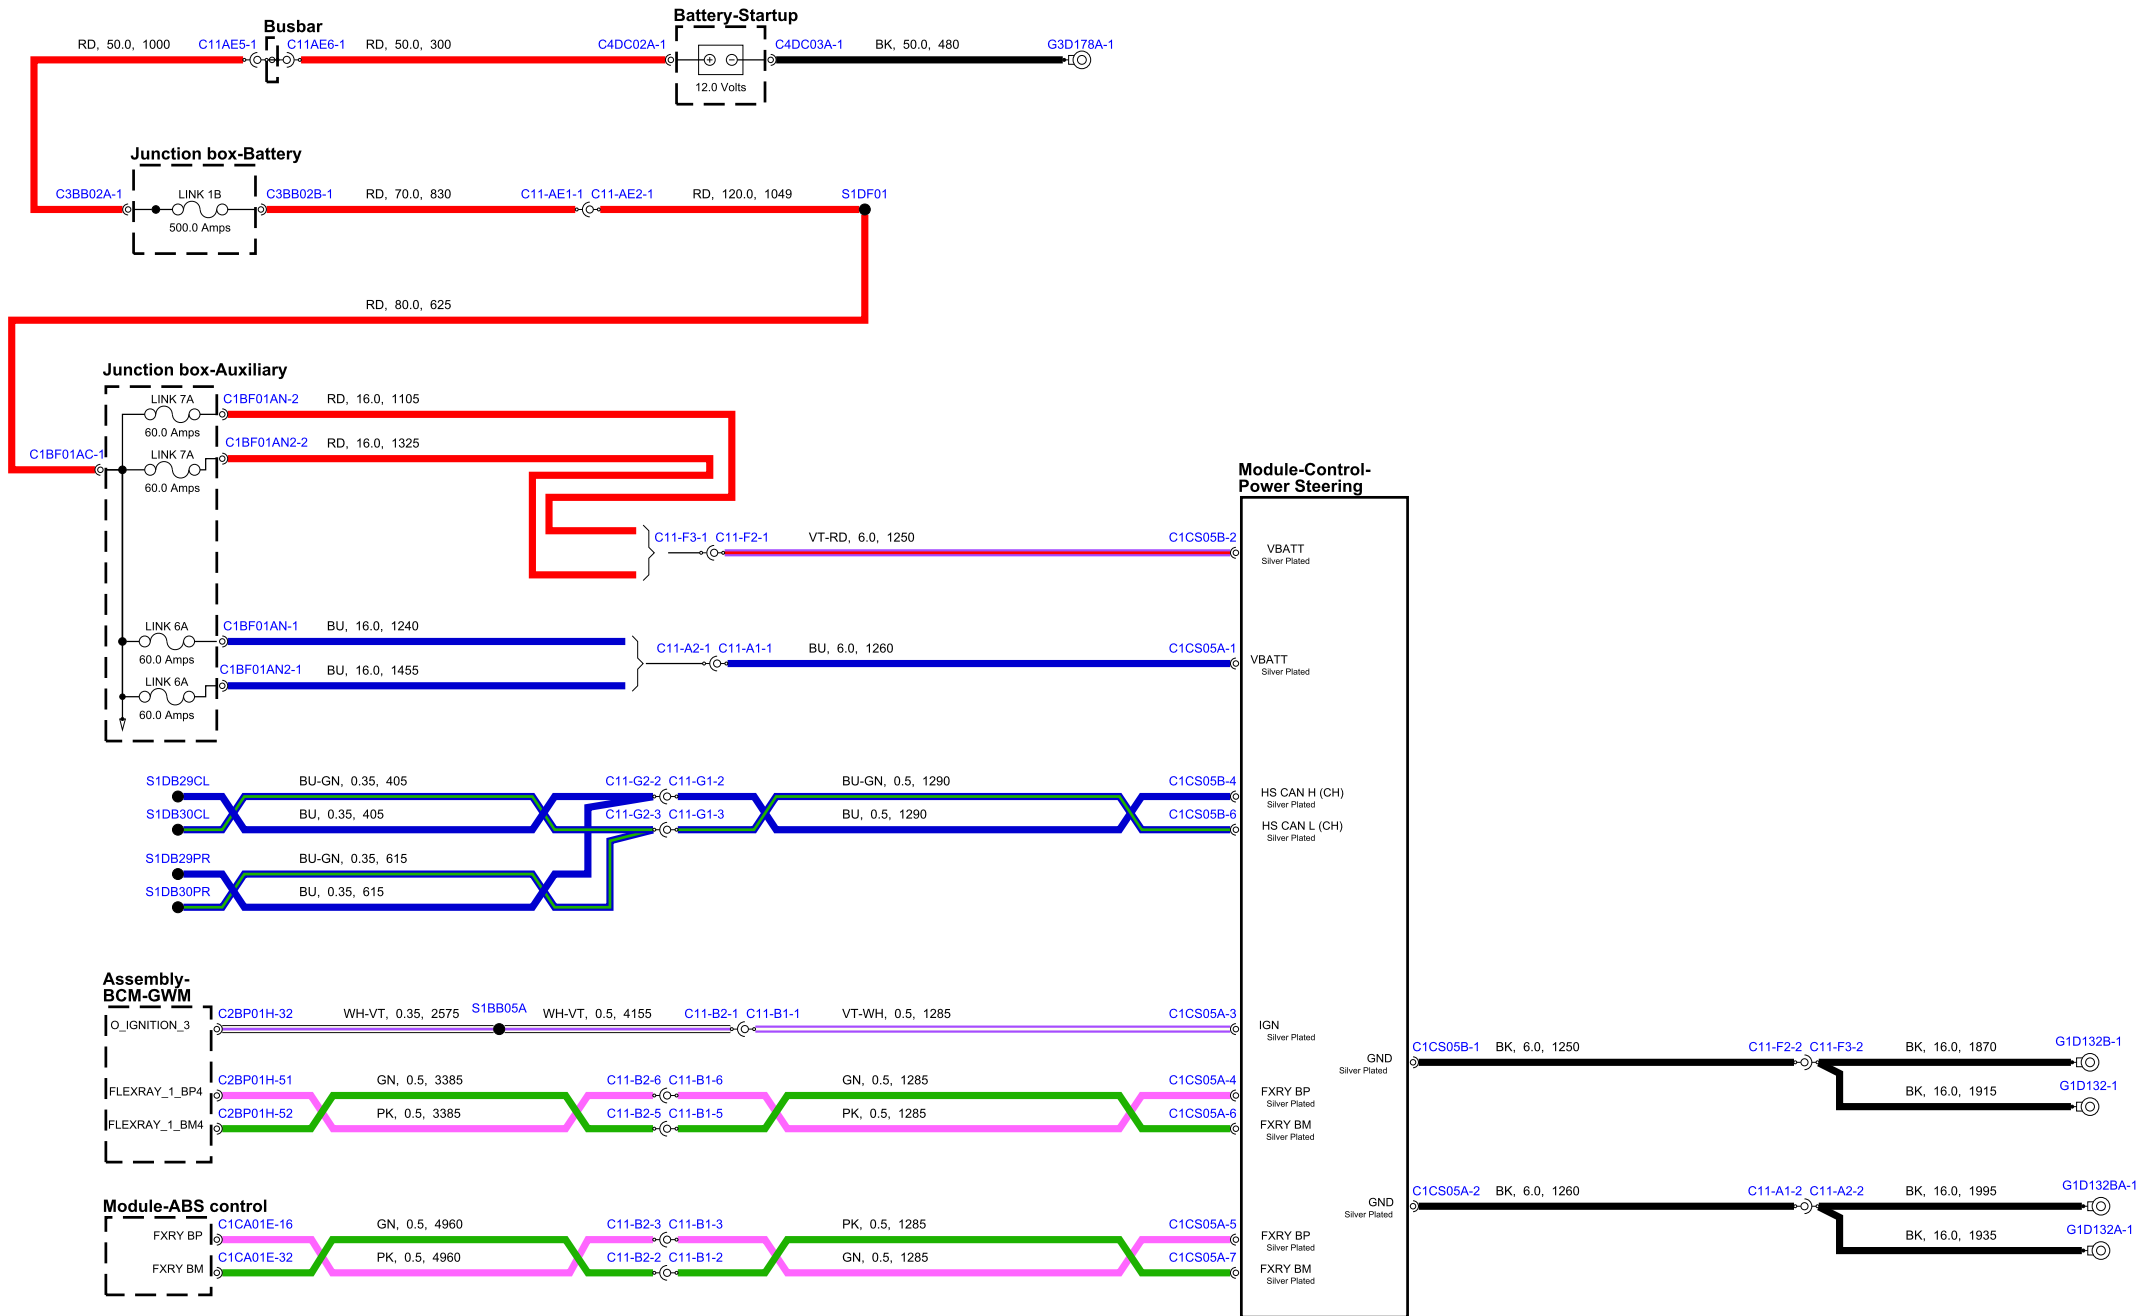 Battery-Startup
Busbar
RD, 50.0, 1000
C11AE5-1
C11AE6-1
RD, 50.0, 300
C4DC02A-1
C4DC03A-1
BK, 50.0, 480
G3D178A-1
12.0 Volts
Junction box-Battery
C3BB02A-1
LINK 1B
C3BB02B-1
RD, 70.0, 830
C11-AE1-1
C11-AE2-1
RD, 120.0, 1049
S1DF01
500.0 Amps
RD, 80.0, 625
Junction box-Auxiliary
LINK 7A
C1BF01AN-2
RD, 16.0, 1105
60.0 Amps
C1BF01AN2-2
RD, 16.0, 1325
C1BF01AC-1
LINK 7A
60.0 Amps
Module-Control-
Power Steering
C11-F3-1
C11-F2-1
VT-RD, 6.0, 1250
C1CS05B-2
VBATT
Silver Plated
LINK 6A
C1BF01AN-1
BU, 16.0, 1240
60.0 Amps
C11-A2-1
C11-A1-1
BU, 6.0, 1260
C1CS05A-1
VBATT
Silver Plated
C1BF01AN2-1
BU, 16.0, 1455
LINK 6A
60.0 Amps
S1DB29CL
BU-GN, 0.35, 405
C11-G2-2
C11-G1-2
BU-GN, 0.5, 1290
C1CS05B-4
HS CAN H (CH)
Silver Plated
S1DB30CL
BU, 0.35, 405
C11-G2-3
C11-G1-3
BU, 0.5, 1290
C1CS05B-6
HS CAN L (CH)
Silver Plated
S1DB29PR
BU-GN, 0.35, 615
S1DB30PR
BU, 0.35, 615
Assembly-
BCM-GWM
O_IGNITION_3
C2BP01H-32
WH-VT, 0.35, 2575
S1BB05A
WH-VT, 0.5, 4155
C11-B2-1
C11-B1-1
VT-WH, 0.5, 1285
C1CS05A-3
IGN
Silver Plated
GND
Silver Plated
C1CS05B-1
BK, 6.0, 1250
C11-F2-2
C11-F3-2
BK, 16.0, 1870
G1D132B-1
BK, 16.0, 1915
G1D132-1
FLEXRAY_1_BP4
C2BP01H-51
GN, 0.5, 3385
C11-B2-6
C11-B1-6
GN, 0.5, 1285
C1CS05A-4
FXRY BP
Silver Plated
FLEXRAY_1_BM4
C2BP01H-52
PK, 0.5, 3385
C11-B2-5
C11-B1-5
PK, 0.5, 1285
C1CS05A-6
FXRY BM
Silver Plated
GND
Silver Plated
C1CS05A-2
BK, 6.0, 1260
C11-A1-2
C11-A2-2
BK, 16.0, 1995
G1D132BA-1
BK, 16.0, 1935
G1D132A-1
Module-ABS control
FXRY BP
C1CA01E-16
GN, 0.5, 4960
C11-B2-3
C11-B1-3
PK, 0.5, 1285
C1CS05A-5
FXRY BP
Silver Plated
FXRY BM
C1CA01E-32
PK, 0.5, 4960
C11-B2-2
C11-B1-2
GN, 0.5, 1285
C1CS05A-7
FXRY BM
Silver Plated